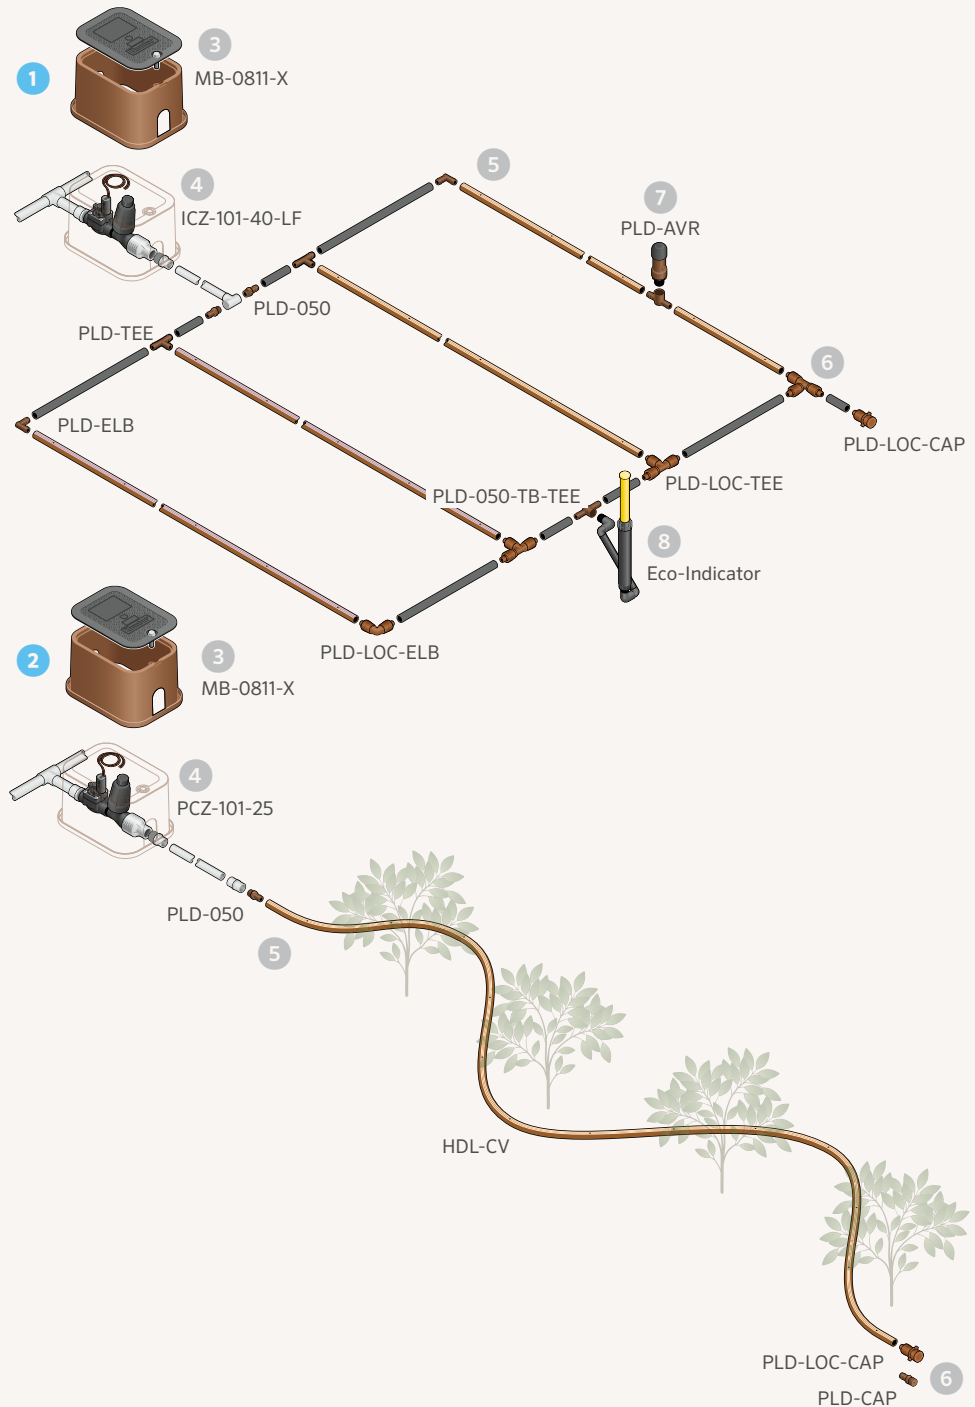 1
3
MB-0811-X
4
ICZ-101-40-LF
5
7
PLD-AVR
PLD-050
PLD-TEE
6
PLD-ELB
PLD-LOC-CAP
PLD-LOC-TEE
PLD-050-TB-TEE
8
Eco-Indicator
PLD-LOC-ELB
2
3
MB-0811-X
4
PCZ-101-25
PLD-050
5
HDL-CV
PLD-LOC-CAP
6
PLD-CAP